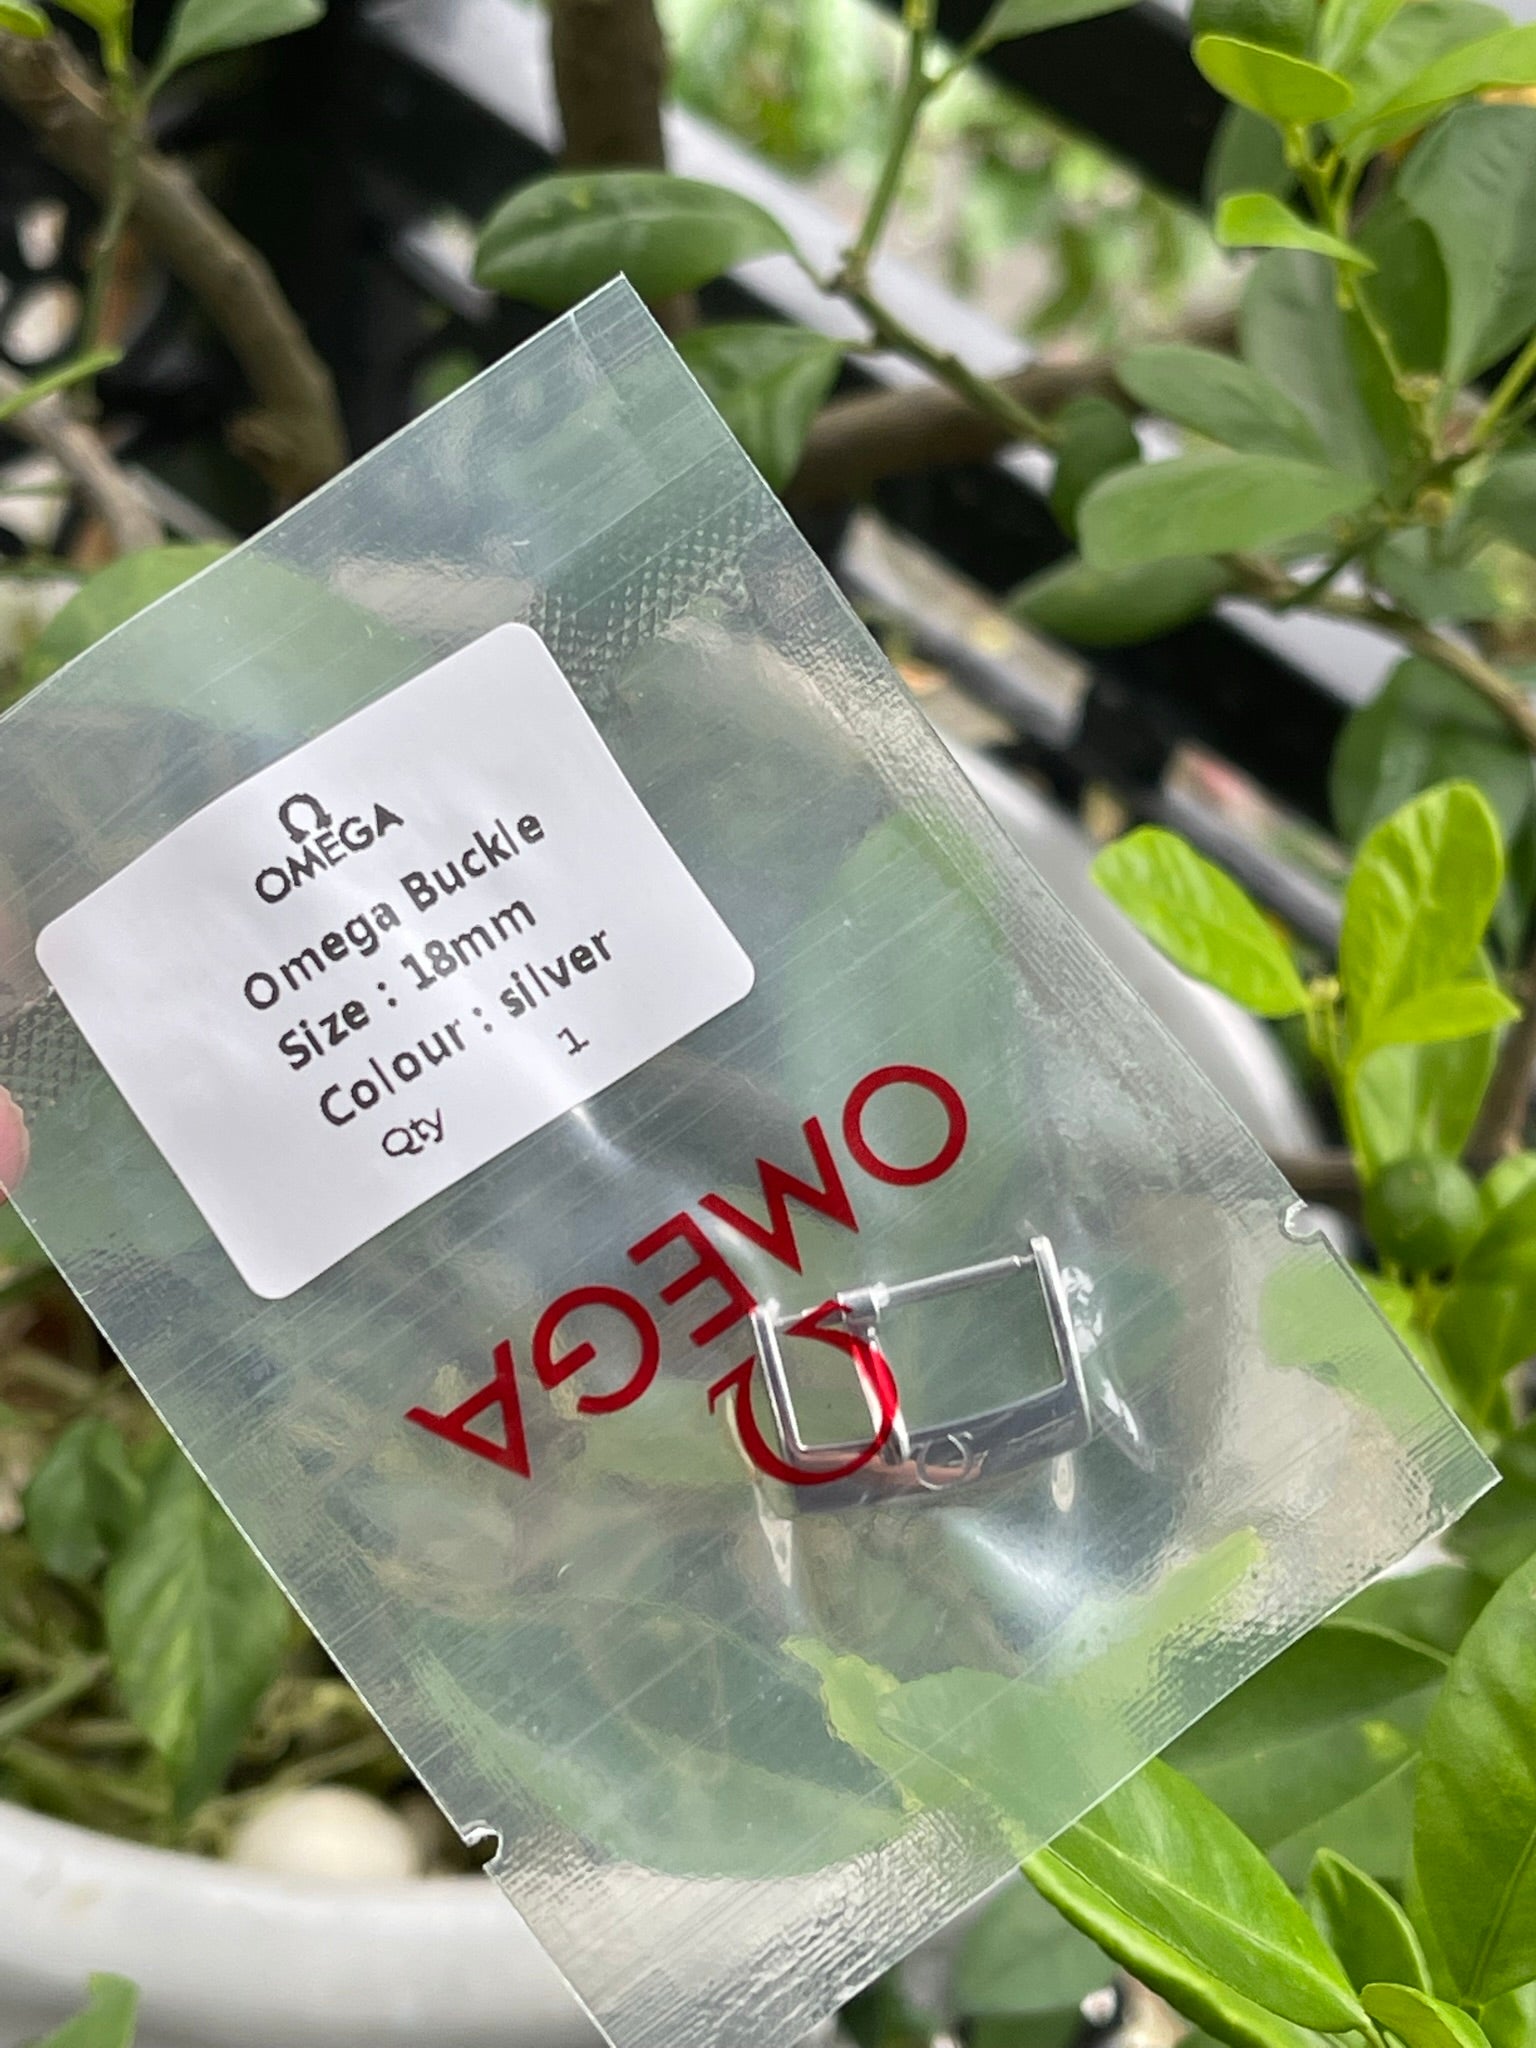 Ω
OMEGA
Omega Buckle
Size : 18mm
Colour : silver
Qty 1
Ω
OMEGA
Ω